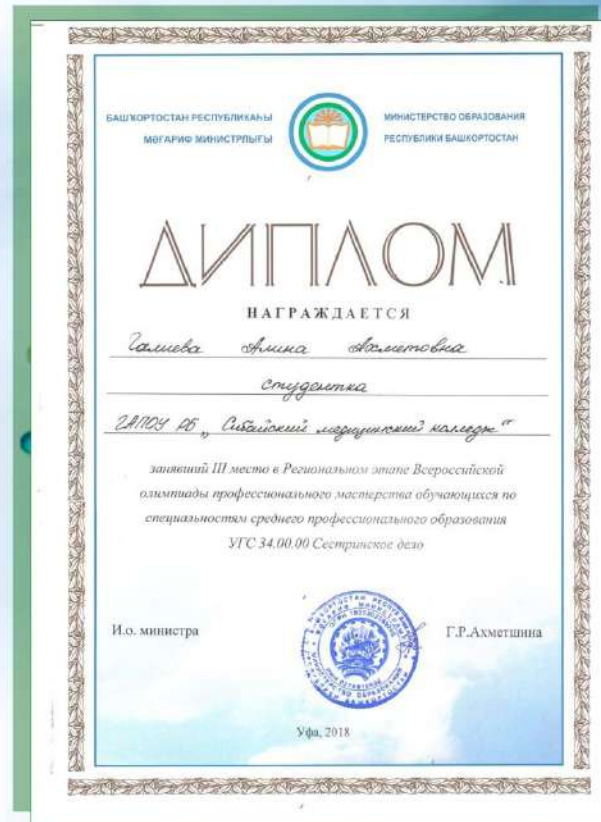 БАШҠОРТОСТАН РЕСПУБЛИКАҺЫ
МӘҒАРИФ МИНИСТРЛЫҒЫ
МИНИСТЕРСТВО ОБРАЗОВАНИЯ
РЕСПУБЛИКИ БАШКОРТОСТАН
ДИПЛОМ
НАГРАЖДАЕТСЯ
Галиева Амина Ахметовна
студентка
ГАПОУ РБ „Сибайский медицинский колледж"
занявший III место в Региональном этапе Всероссийской
олимпиады профессионального мастерства обучающихся по
специальностям среднего профессионального образования
УГС 34.00.00 Сестринское дело
И.о. министра
Г.Р.Ахметшина
Уфа, 2018